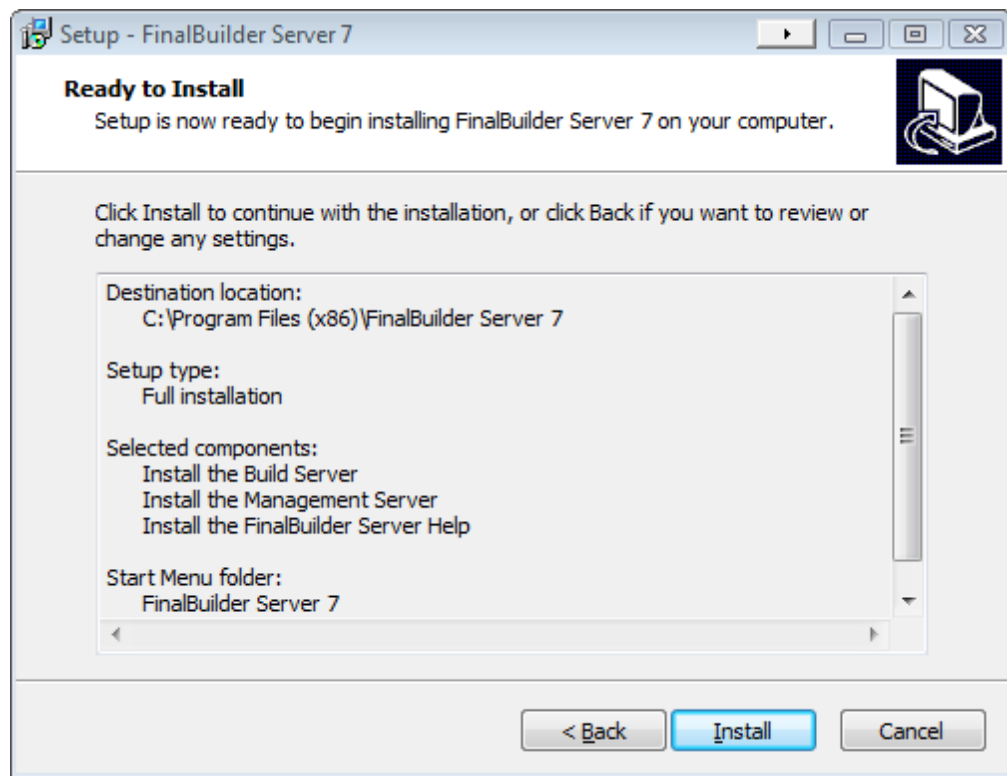 Setup - FinalBuilder Server 7
Ready to Install
Setup is now ready to begin installing FinalBuilder Server 7 on your computer.
Click Install to continue with the installation, or click Back if you want to review or
change any settings.
Destination location:
C:\Program Files (x86)\FinalBuilder Server 7
Setup type:
Full installation
Selected components:
Install the Build Server
Install the Management Server
Install the FinalBuilder Server Help
Start Menu folder:
FinalBuilder Server 7
< Back Install Cancel